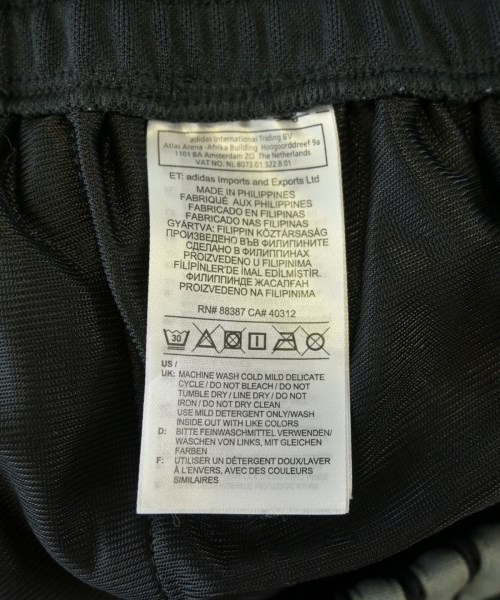 adidas International Trading BV
Atlas Arena -Afrika Building Hoogoorddreef 9a
1101 BA Amsterdam ZO The Netherlands
VAT NO. NL 8073.01.322 B.01
ET: adidas Imports and Exports Ltd
MADE IN PHILIPPINES
FABRIQUÉ AUX PHILIPPINES
FABRICADO EN FILIPINAS
FABRICADO NAS FILIPINAS
GYÁRTVA: FILIPPIN KÖZTÁRSASÁG
ПРОИЗВЕДЕНО ВЪВ ФИЛИПИНИТЕ
СДЕЛАНО В ФИЛИППИНАХ
PROIZVEDENO U FILIPINIMA
FİLİPİNLER'DE İMAL EDİLMİŞTİR.
ФИЛИППИНДЕ ЖАСАЛҒАН
PROIZVEDENO NA FILIPINIMA
RN# 88387 CA# 40312
30
US /
UK: MACHINE WASH COLD MILD DELICATE
CYCLE / DO NOT BLEACH / DO NOT
TUMBLE DRY / LINE DRY / DO NOT
IRON / DO NOT DRY CLEAN
USE MILD DETERGENT ONLY/WASH
INSIDE OUT WITH LIKE COLORS
D: BITTE FEINWASCHMITTEL VERWENDEN/
WASCHEN VON LINKS, MIT GLEICHEN
FARBEN
F: UTILISER UN DÉTERGENT DOUX/LAVER
À L'ENVERS, AVEC DES COULEURS
SIMILAIRES